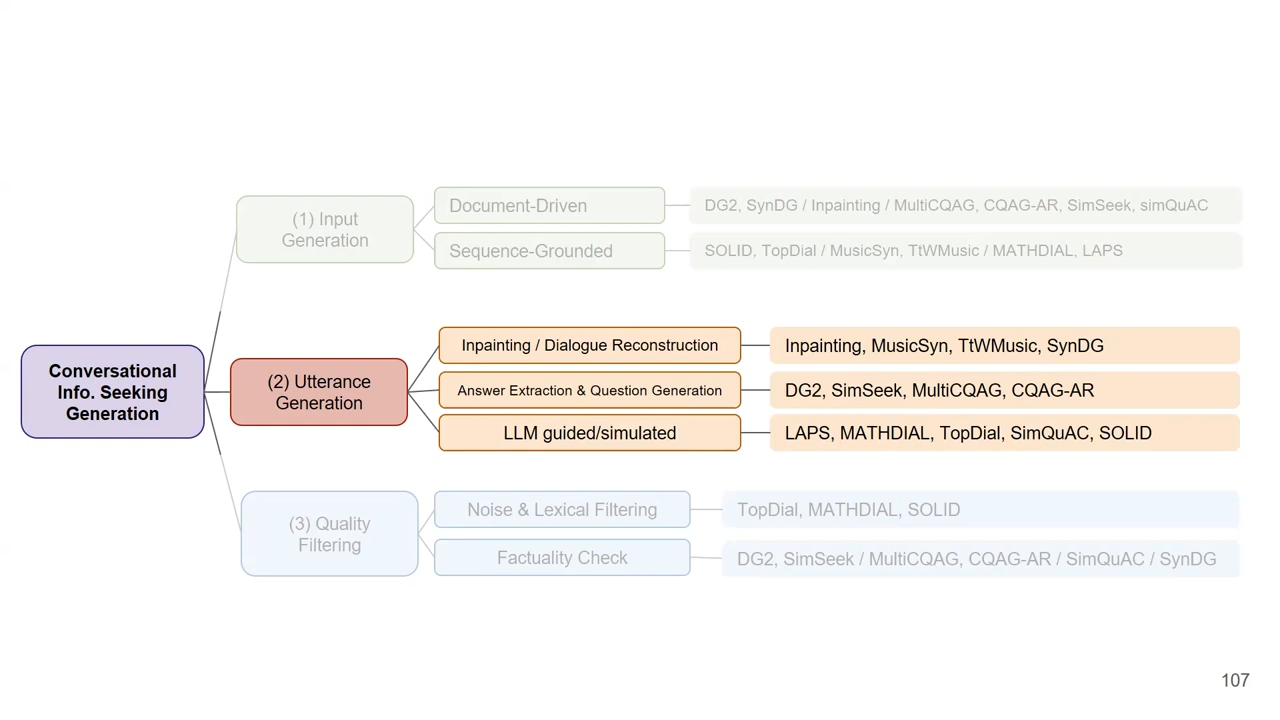 (1) Input
Generation
Document-Driven
DG2, SynDG / Inpainting / MultiCQAG, CQAG-AR, SimSeek, simQuAC
Sequence-Grounded
SOLID, TopDial / MusicSyn, TtWMusic / MATHDIAL, LAPS
Conversational
Info. Seeking
Generation
(2) Utterance
Generation
Inpainting / Dialogue Reconstruction
Inpainting, MusicSyn, TtWMusic, SynDG
Answer Extraction & Question Generation
DG2, SimSeek, MultiCQAG, CQAG-AR
LLM guided/simulated
LAPS, MATHDIAL, TopDial, SimQuAC, SOLID
(3) Quality
Filtering
Noise & Lexical Filtering
TopDial, MATHDIAL, SOLID
Factuality Check
DG2, SimSeek / MultiCQAG, CQAG-AR / SimQuAC / SynDG
107